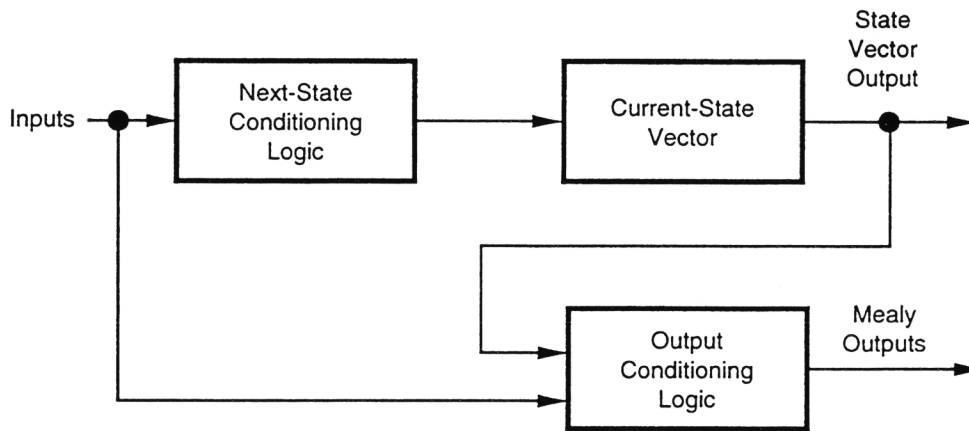 State
Vector
Output
Inputs
Next-State
Conditioning
Logic
Current-State
Vector
Output
Conditioning
Logic
Mealy
Outputs